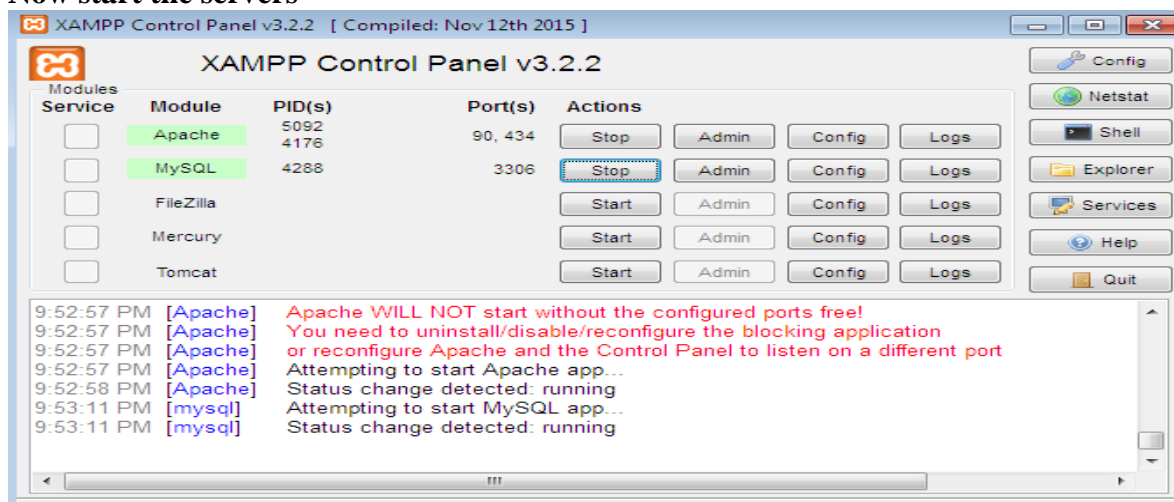 Now start the servers
XAMPP Control Panel v3.2.2 [ Compiled: Nov 12th 2015 ]
XAMPP Control Panel v3.2.2
Config
Modules
Service Module PID(s) Port(s) Actions
Netstat
Apache 5092 4176 90, 434 Stop Admin Config Logs
Shell
MySQL 4288 3306 Stop Admin Config Logs
Explorer
FileZilla Start Admin Config Logs
Services
Mercury Start Admin Config Logs
Help
Tomcat Start Admin Config Logs
Quit
9:52:57 PM [Apache] Apache WILL NOT start without the configured ports free!
9:52:57 PM [Apache] You need to uninstall/disable/reconfigure the blocking application
9:52:57 PM [Apache] or reconfigure Apache and the Control Panel to listen on a different port
9:52:57 PM [Apache] Attempting to start Apache app...
9:52:58 PM [Apache] Status change detected: running
9:53:11 PM [mysql] Attempting to start MySQL app...
9:53:11 PM [mysql] Status change detected: running